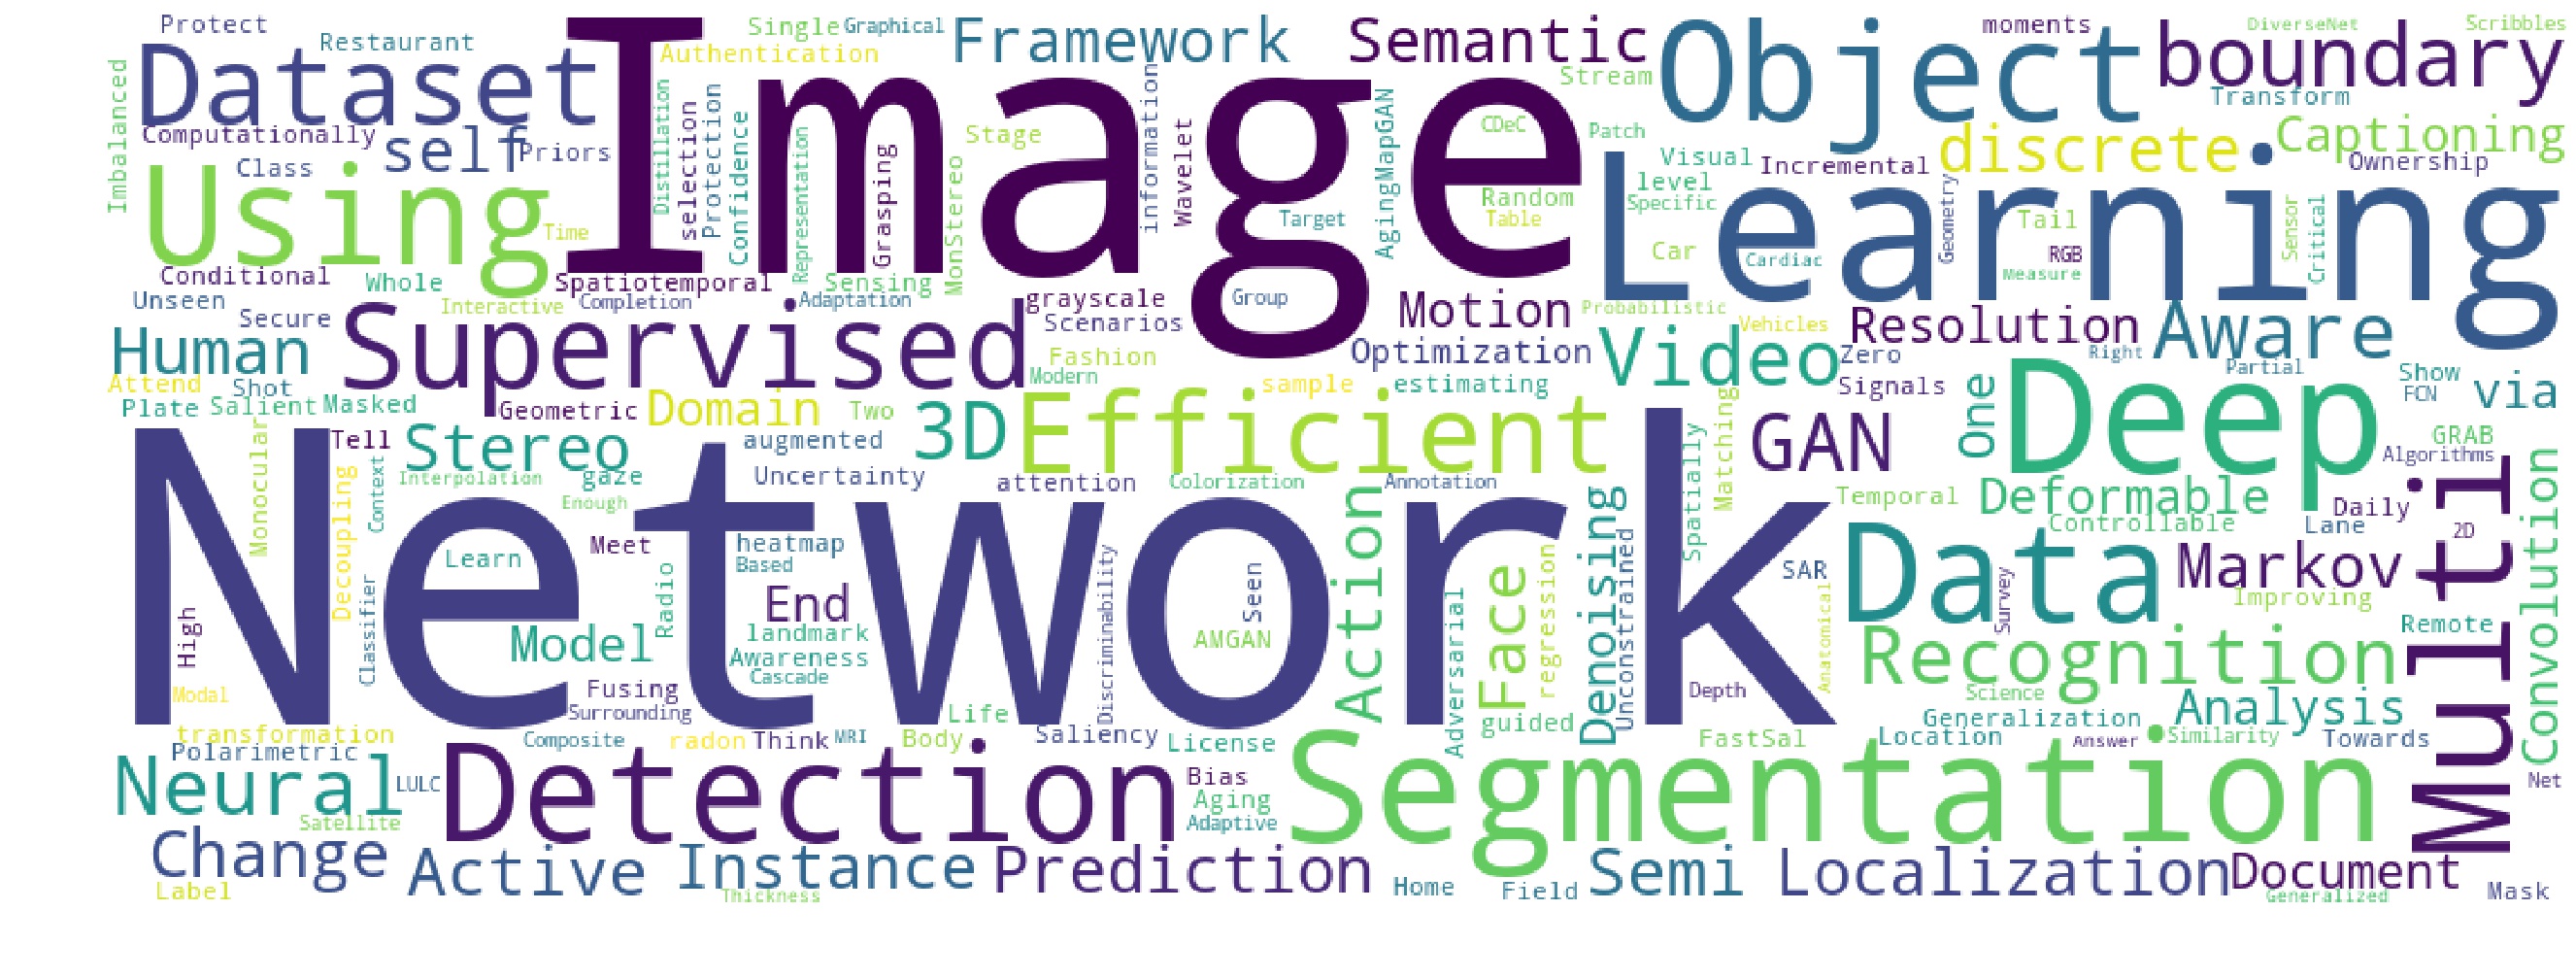 Protect
Restaurant
Dataset
Image
Single
Graphical
Authentication
Framework
Semantic
Object
moments
DiverseNet
Scribbles
boundary
Stream
Transform
Imbalanced
Computationally
self
Priors
Class
Using
Time
Distillation
selection
Protection
Confidence
Representation
Grasping
Stage
MonStereo
information
Wavelet
Target
AgingMapGAN
CDeC
Patch
Random
Table
Visual
level
Specific
Incremental
discrete
Captioning
Ownership
Learning
Car
Cardiac
Geometry
Tail
RGB
Measure
Sensor
Critical
Conditional
Whole
Spatiotemporal
Sensing
Unseen
Secure
Interactive
Completion
Adaptation
grayscale
Scenarios
Group
Motion
Probabilistic
Vehicles
Resolution
Aware
Human
Supervised
Fashion
Modern
Optimization
Video
Zero
Right
Partial
Attend
Shot
Plate
Salient
Masked
Geometric
Domain
Two
3D
Efficient
sample
estimating
Signals
Deep
Show
FCN
via
Monocular
Tell
Stereo
augmented
Matching
GAN
One
GRAB
Algorithms
Network
Decoupling
Context
Interpolation
gaze
Uncertainty
attention
Enough
Colorization
Annotation
Action
Denoising
Spatially
Temporal
Deformable
Controllable
Daily
Lane
2D
Multi
Convolution
Learn
Meet
heatmap
Based
Radio
Classifier
High
End
Model
landmark
Awareness
Cascade
Discriminability
Seen
AMGAN
Adversarial
Face
regression
Unconstrained
SAR
Anatomical
Data
Survey
Markov
Improving
Remote
Recognition
Modal
Fusing
Surrounding
Life
Saliency
guided
Depth
Science
Generalization
Analysis
transformation
Polarimetric
Composite
radon
Think
MRI
Body
License
FastSal
Location
Answer
Similarity
Towards
Neural
LULC
Detection
Bias
Aging
Adaptive
Segmentation
Net
Satellite
Change
Active
Instance
Prediction
Semi
Localization
Document
Label
Thickness
Home
Field
Generalized
Mask